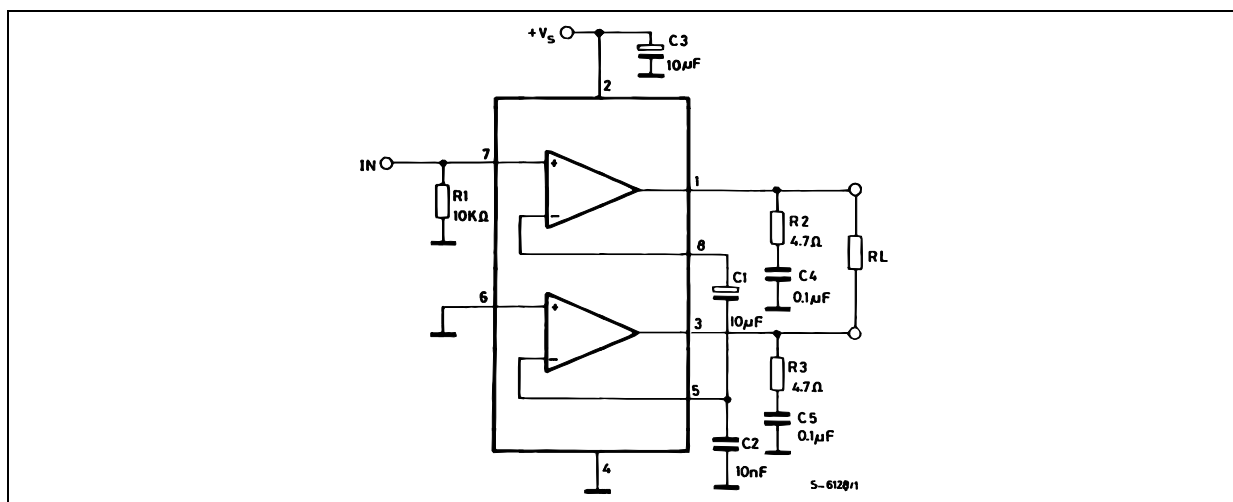 +Vs
C3
10µF
2
IN
7
+
R1
10KΩ
−
1
R2
4.7Ω
RL
8
C1
10µF
C4
0.1µF
6
+
3
−
R3
4.7Ω
5
C5
0.1µF
C2
10nF
4
S-6128/1